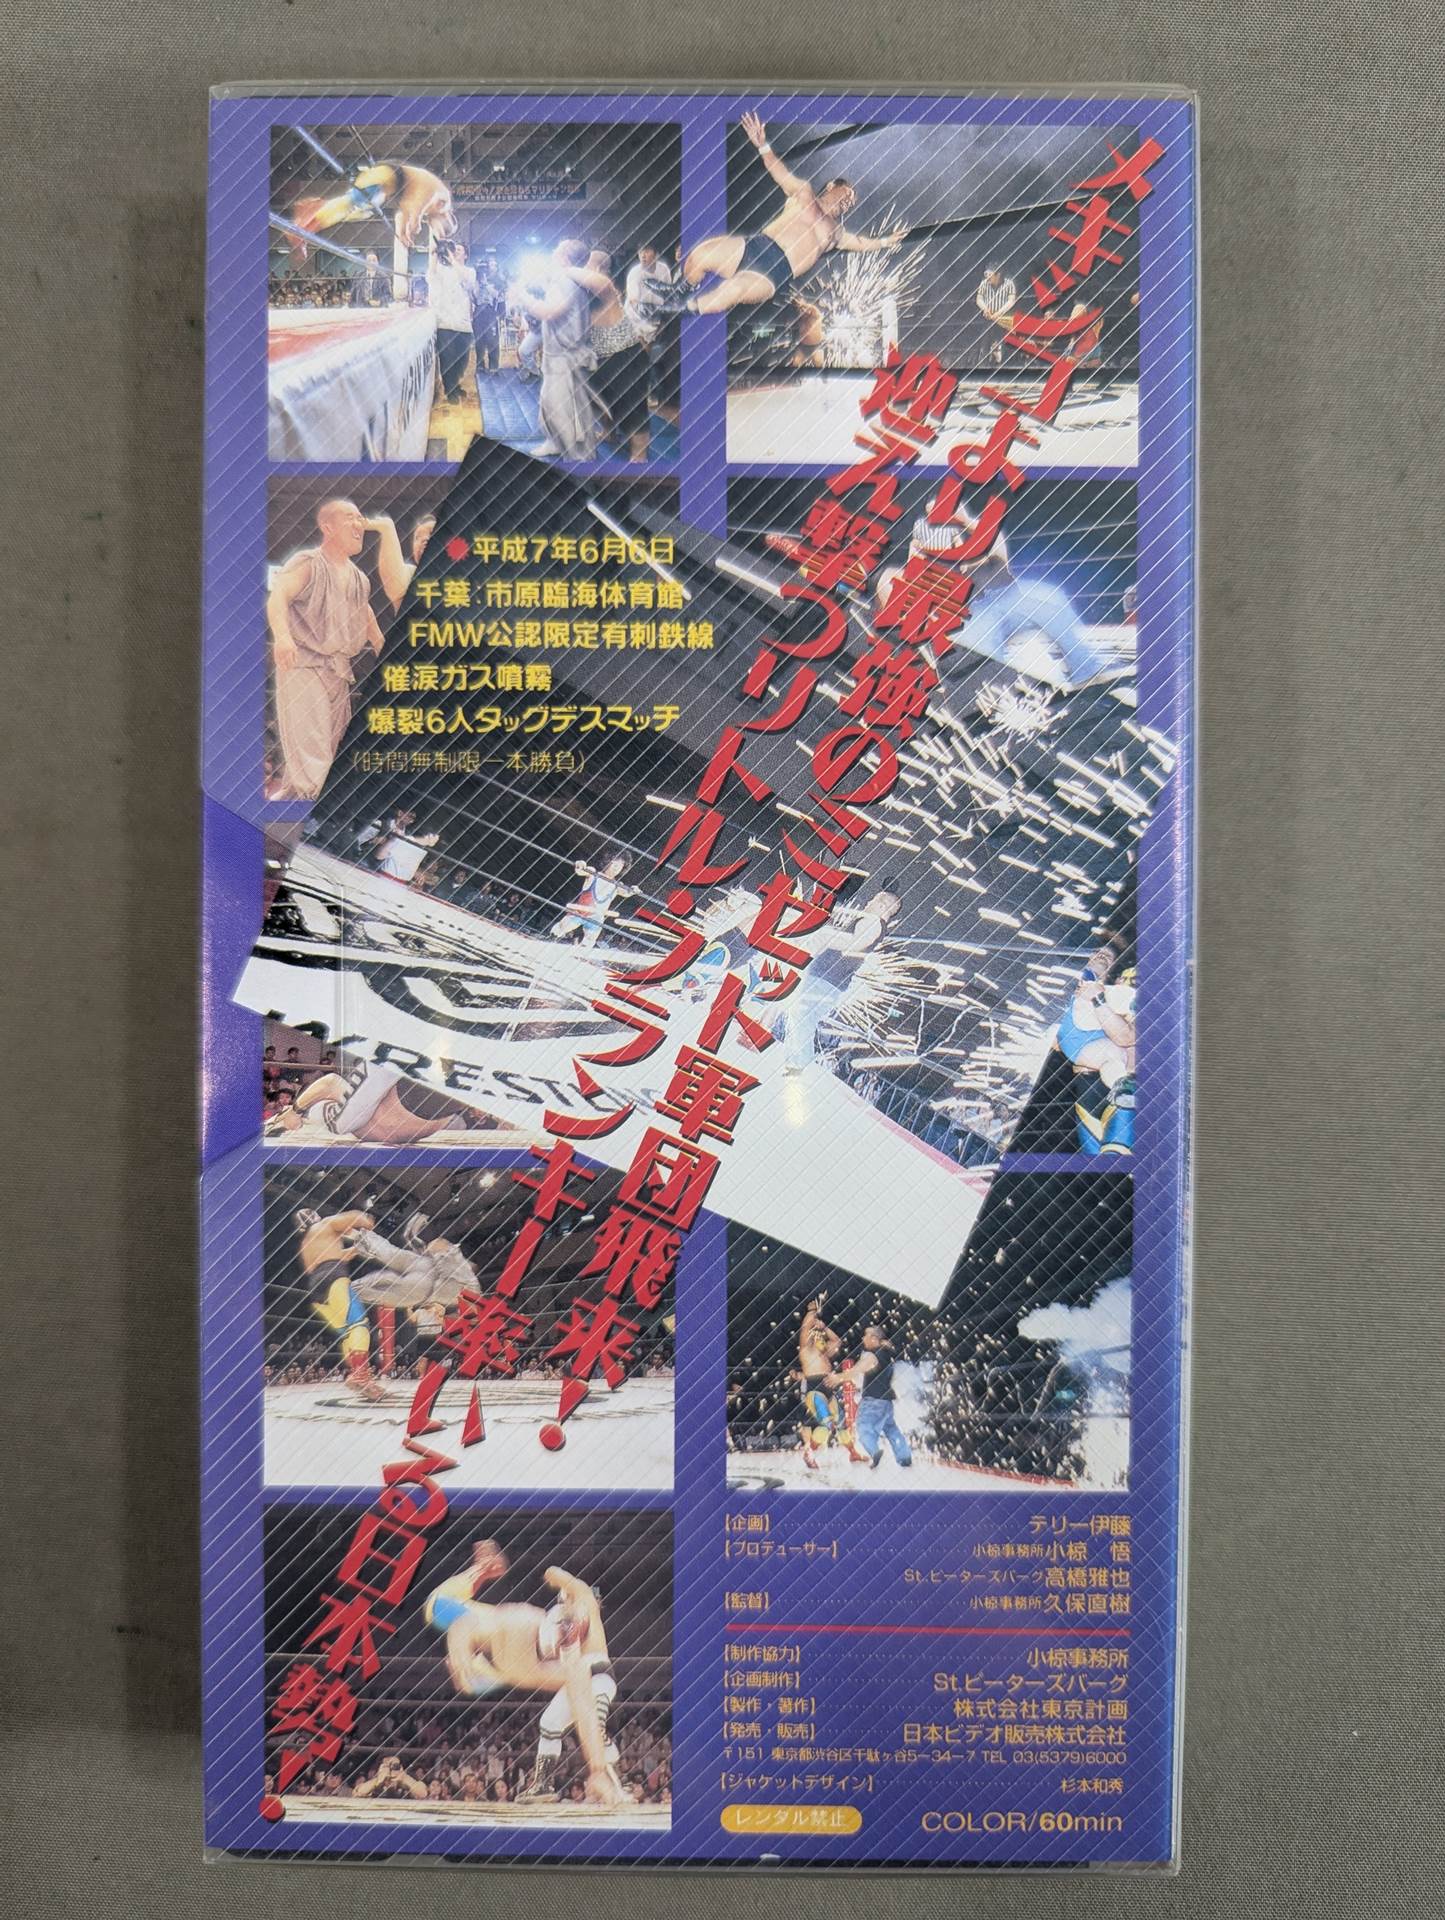 メキシコより最強のミゼット軍団飛来!
迎え撃つリトル・フランキー率いる日本勢!
●平成7年6月6日
千葉:市原臨海体育館
FMW公認限定有刺鉄線
催涙ガス噴霧
爆裂6人タッグデスマッチ
(時間無制限一本勝負)
【企画】テリー伊藤
【プロデューサー】小椋事務所 小椋 悟
St.ピーターズバーグ 高橋雅也
【監督】小椋事務所 久保直樹
【制作協力】小椋事務所
【企画制作】St.ピーターズバーグ
【製作・著作】株式会社東京計画
【発売・販売】日本ビデオ販売株式会社
〒151 東京都渋谷区千駄ヶ谷5-34-7 TEL 03(5379)6000
【ジャケットデザイン】杉本和秀
レンタル禁止 COLOR/60min